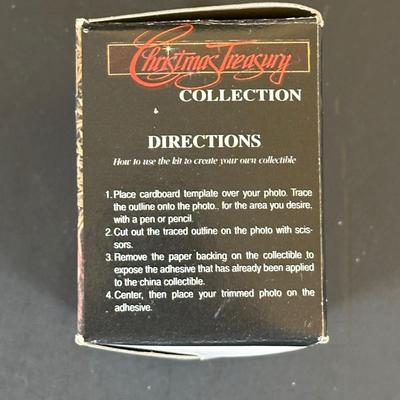 Christmas Treasury
COLLECTION
DIRECTIONS
How to use the kit to create your own collectible
1. Place cardboard template over your photo. Trace
the outline onto the photo., for the area you desire,
with a pen or pencil.
2. Cut out the traced outline on the photo with scis-
sors.
3. Remove the paper backing on the collectible to
expose the adhesive that has already been applied
to the china collectible.
4. Center, then place your trimmed photo on the
adhesive.